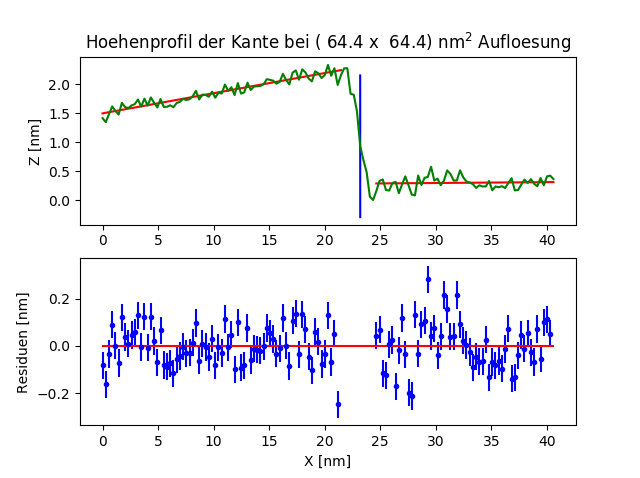 Hoehenprofil der Kante bei ( 64.4 x  64.4) nm² Aufloesung
Z [nm]
2.0
1.5
1.0
0.5
0.0
0 5 10 15 20 25 30 35 40
Residuen [nm]
0.2
0.0
−0.2
0 5 10 15 20 25 30 35 40
X [nm]